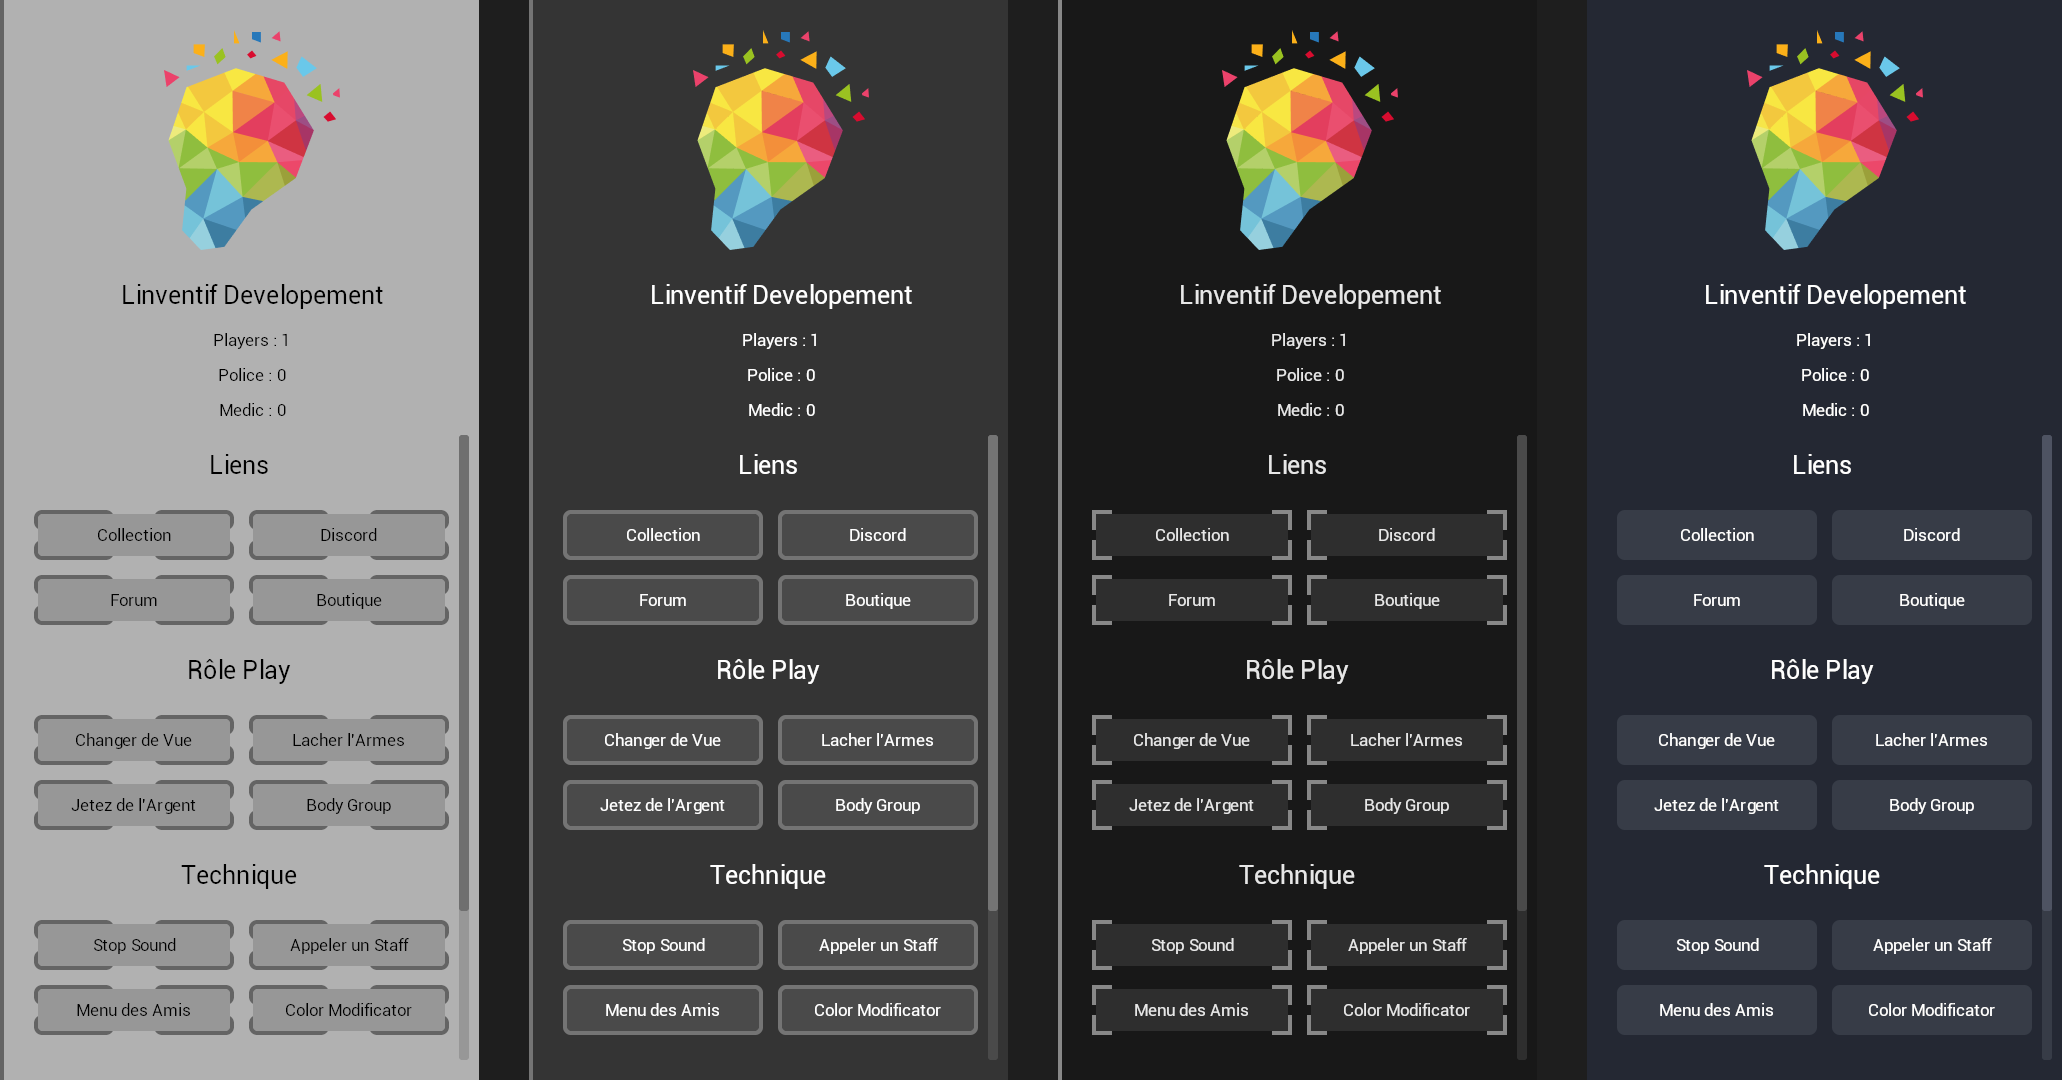 Linventif Developement
Players : 1
Police : 0
Medic : 0
Liens
Collection
Discord
Forum
Boutique
Rôle Play
Changer de Vue
Lacher l'Armes
Jetez de l'Argent
Body Group
Technique
Stop Sound
Appeler un Staff
Menu des Amis
Color Modificator
Linventif Developement
Players : 1
Police : 0
Medic : 0
Liens
Collection
Discord
Forum
Boutique
Rôle Play
Changer de Vue
Lacher l'Armes
Jetez de l'Argent
Body Group
Technique
Stop Sound
Appeler un Staff
Menu des Amis
Color Modificator
Linventif Developement
Players : 1
Police : 0
Medic : 0
Liens
Collection
Discord
Forum
Boutique
Rôle Play
Changer de Vue
Lacher l'Armes
Jetez de l'Argent
Body Group
Technique
Stop Sound
Appeler un Staff
Menu des Amis
Color Modificator
Linventif Developement
Players : 1
Police : 0
Medic : 0
Liens
Collection
Discord
Forum
Boutique
Rôle Play
Changer de Vue
Lacher l'Armes
Jetez de l'Argent
Body Group
Technique
Stop Sound
Appeler un Staff
Menu des Amis
Color Modificator